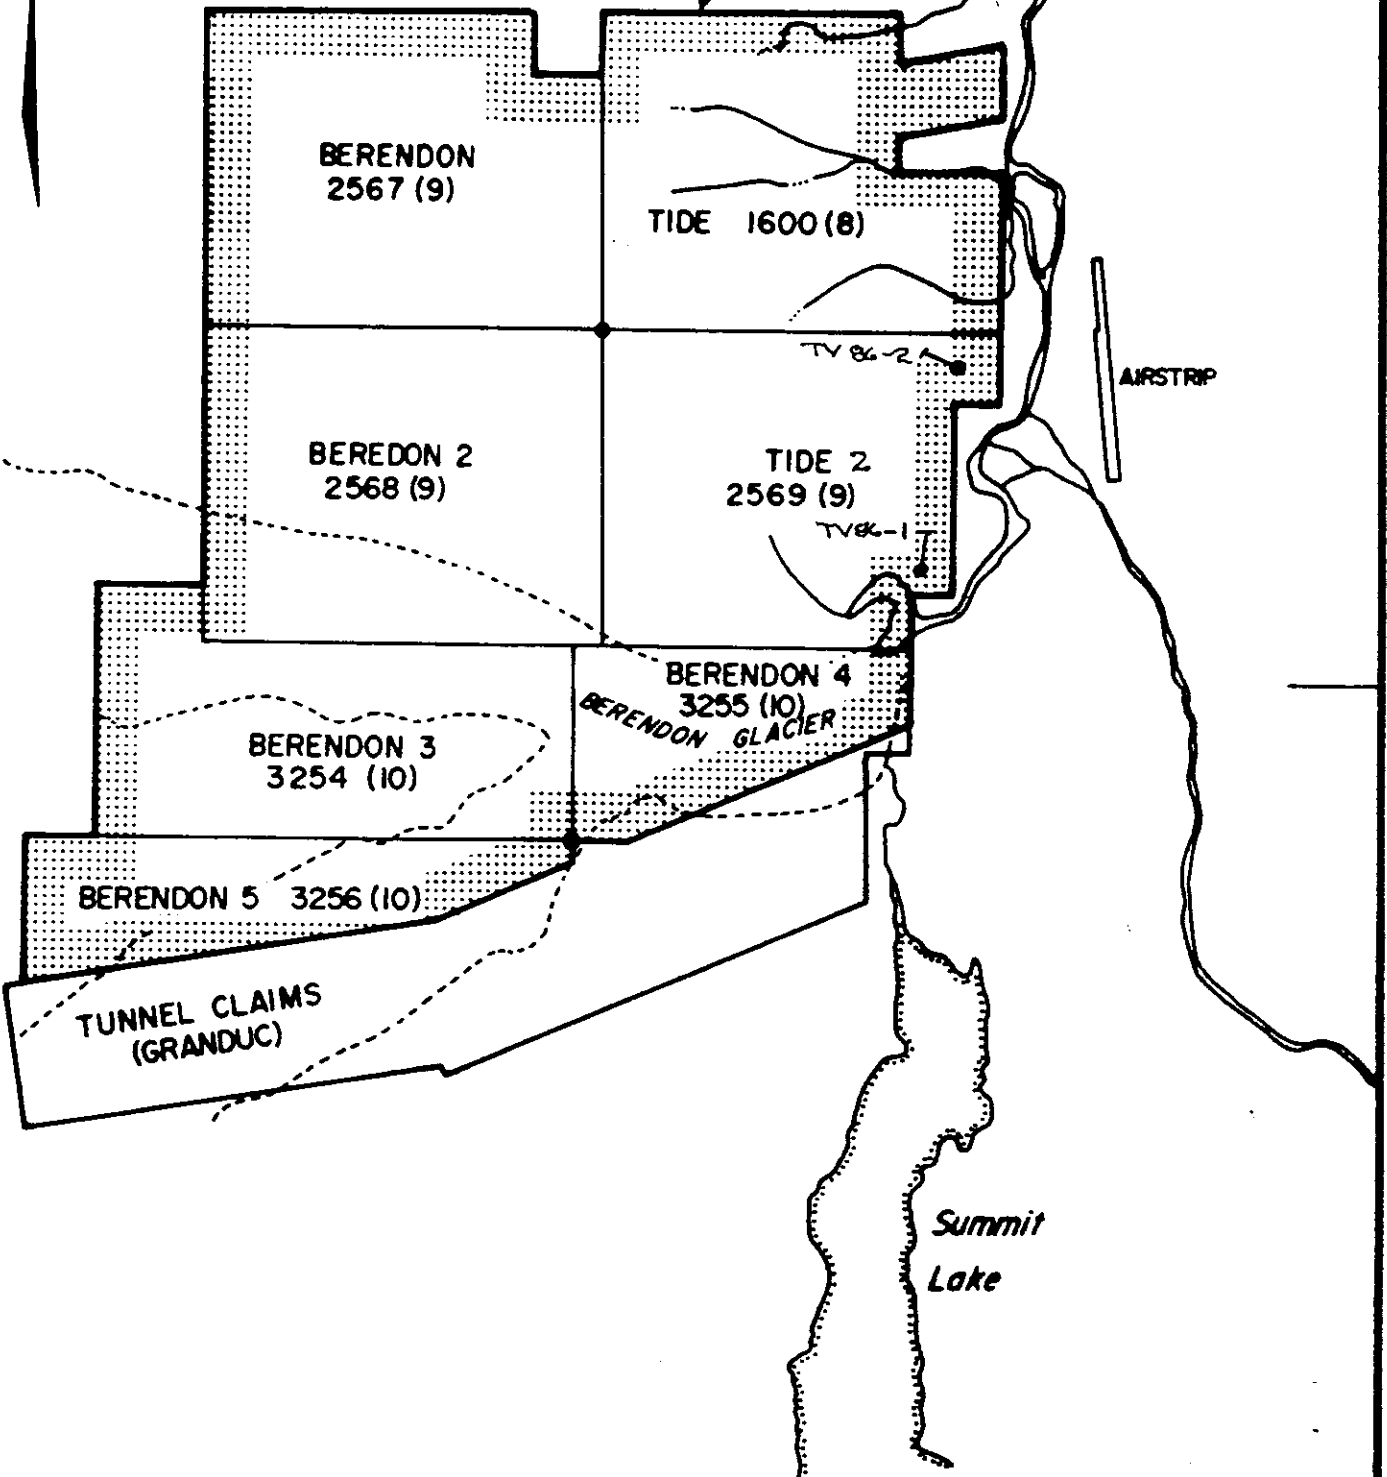 BERENDON
2567 (9)
TIDE 1600 (8)
TV 86-2
AIRSTRIP
BEREDON 2
2568 (9)
TIDE 2
2569 (9)
TV86-1
BERENDON 4
3255 (10)
BERENDON GLACIER
BERENDON 3
3254 (10)
BERENDON 5 3256 (10)
TUNNEL CLAIMS
(GRANDUC)
Summit
Lake